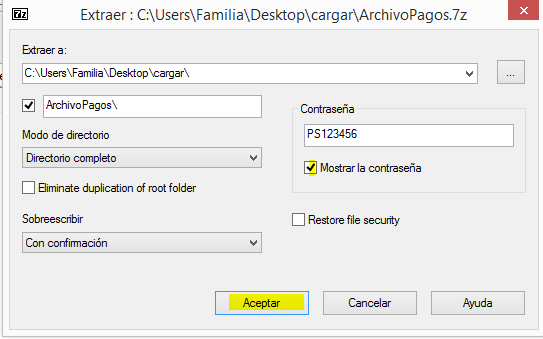 7z Extraer : C:\Users\Familia\Desktop\cargar\ArchivoPagos.7z
Extraer a:
C:\Users\Familia\Desktop\cargar\
...
ArchivoPagos\
Modo de directorio
Directorio completo
Eliminate duplication of root folder
Sobreescribir
Con confirmación
Contraseña
PS123456
Mostrar la contraseña
Restore file security
Aceptar
Cancelar
Ayuda